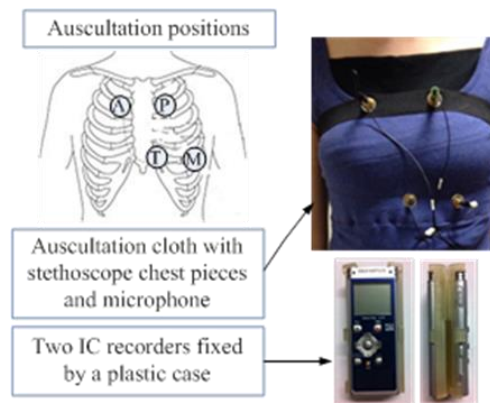 Auscultation positions
A
P
T
M
Auscultation cloth with
stethoscope chest pieces
and microphone
Two IC recorders fixed
by a plastic case